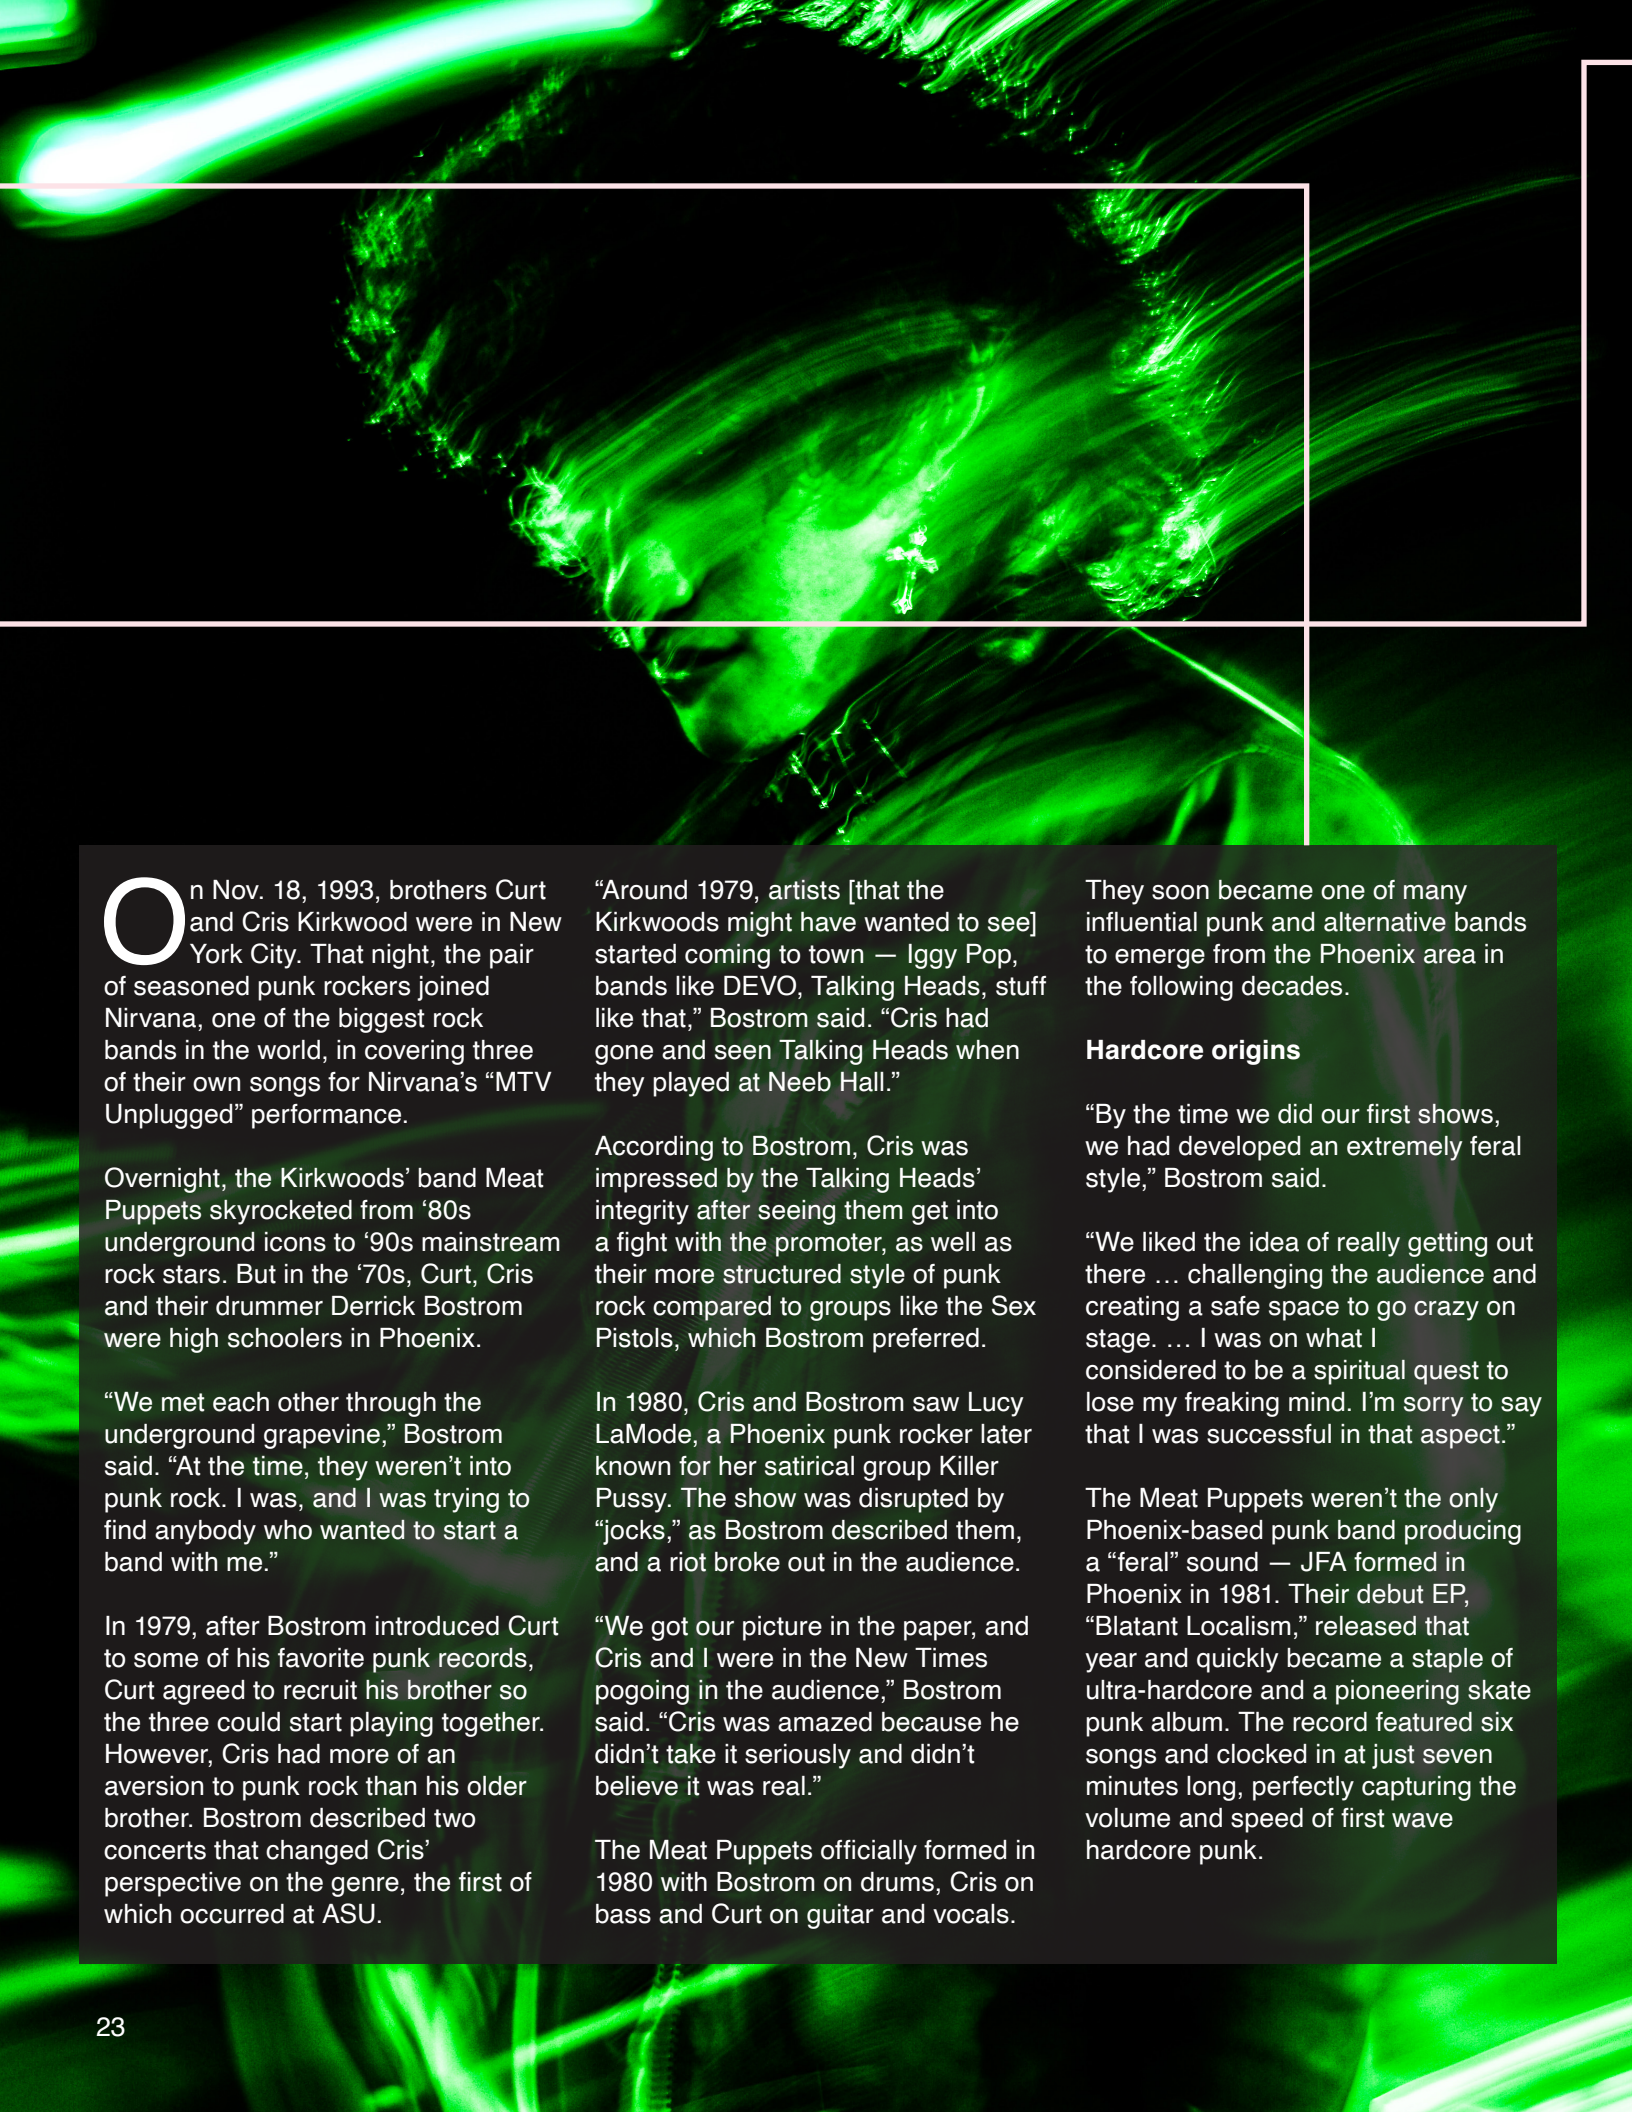 On Nov. 18, 1993, brothers Curt
and Cris Kirkwood were in New
York City. That night, the pair
of seasoned punk rockers joined
Nirvana, one of the biggest rock
bands in the world, in covering three
of their own songs for Nirvana’s “MTV
Unplugged” performance.
Overnight, the Kirkwoods’ band Meat
Puppets skyrocketed from ‘80s
underground icons to ‘90s mainstream
rock stars. But in the ‘70s, Curt, Cris
and their drummer Derrick Bostrom
were high schoolers in Phoenix.
“We met each other through the
underground grapevine,” Bostrom
said. “At the time, they weren’t into
punk rock. I was, and I was trying to
find anybody who wanted to start a
band with me.”
In 1979, after Bostrom introduced Curt
to some of his favorite punk records,
Curt agreed to recruit his brother so
the three could start playing together.
However, Cris had more of an
aversion to punk rock than his older
brother. Bostrom described two
concerts that changed Cris’
perspective on the genre, the first of
which occurred at ASU.
“Around 1979, artists [that the
Kirkwoods might have wanted to see]
started coming to town — Iggy Pop,
bands like DEVO, Talking Heads, stuff
like that,” Bostrom said. “Cris had
gone and seen Talking Heads when
they played at Neeb Hall.”
According to Bostrom, Cris was
impressed by the Talking Heads’
integrity after seeing them get into
a fight with the promoter, as well as
their more structured style of punk
rock compared to groups like the Sex
Pistols, which Bostrom preferred.
In 1980, Cris and Bostrom saw Lucy
LaMode, a Phoenix punk rocker later
known for her satirical group Killer
Pussy. The show was disrupted by
“jocks,” as Bostrom described them,
and a riot broke out in the audience.
“We got our picture in the paper, and
Cris and I were in the New Times
pogoing in the audience,” Bostrom
said. “Cris was amazed because he
didn’t take it seriously and didn’t
believe it was real.”
The Meat Puppets officially formed in
1980 with Bostrom on drums, Cris on
bass and Curt on guitar and vocals.
They soon became one of many
influential punk and alternative bands
to emerge from the Phoenix area in
the following decades.
Hardcore origins
“By the time we did our first shows,
we had developed an extremely feral
style,” Bostrom said.
“We liked the idea of really getting out
there … challenging the audience and
creating a safe space to go crazy on
stage. … I was on what I
considered to be a spiritual quest to
lose my freaking mind. I’m sorry to say
that I was successful in that aspect.”
The Meat Puppets weren’t the only
Phoenix-based punk band producing
a “feral” sound — JFA formed in
Phoenix in 1981. Their debut EP,
“Blatant Localism,” released that
year and quickly became a staple of
ultra-hardcore and a pioneering skate
punk album. The record featured six
songs and clocked in at just seven
minutes long, perfectly capturing the
volume and speed of first wave
hardcore punk.
23